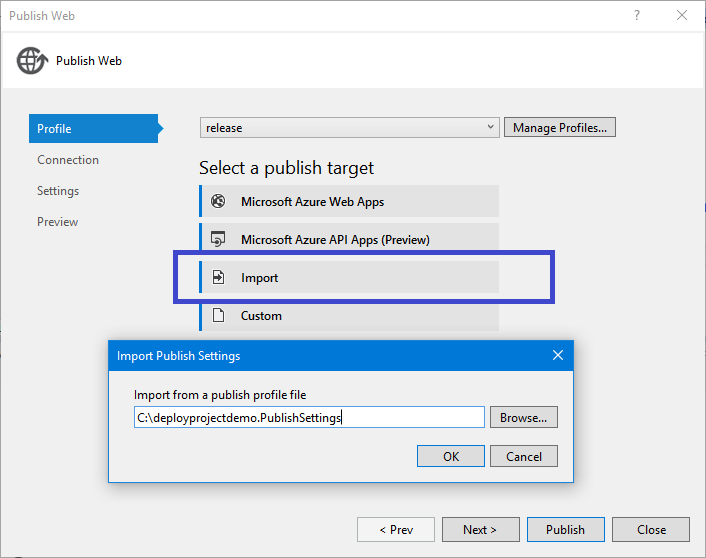 Publish Web
?
Publish Web
Profile
release
Manage Profiles...
Connection
Settings
Preview
Select a publish target
Microsoft Azure Web Apps
Microsoft Azure API Apps (Preview)
Import
Custom
Import Publish Settings
Import from a publish profile file
C:\deployprojectdemo.PublishSettings
Browse...
OK
Cancel
< Prev
Next >
Publish
Close